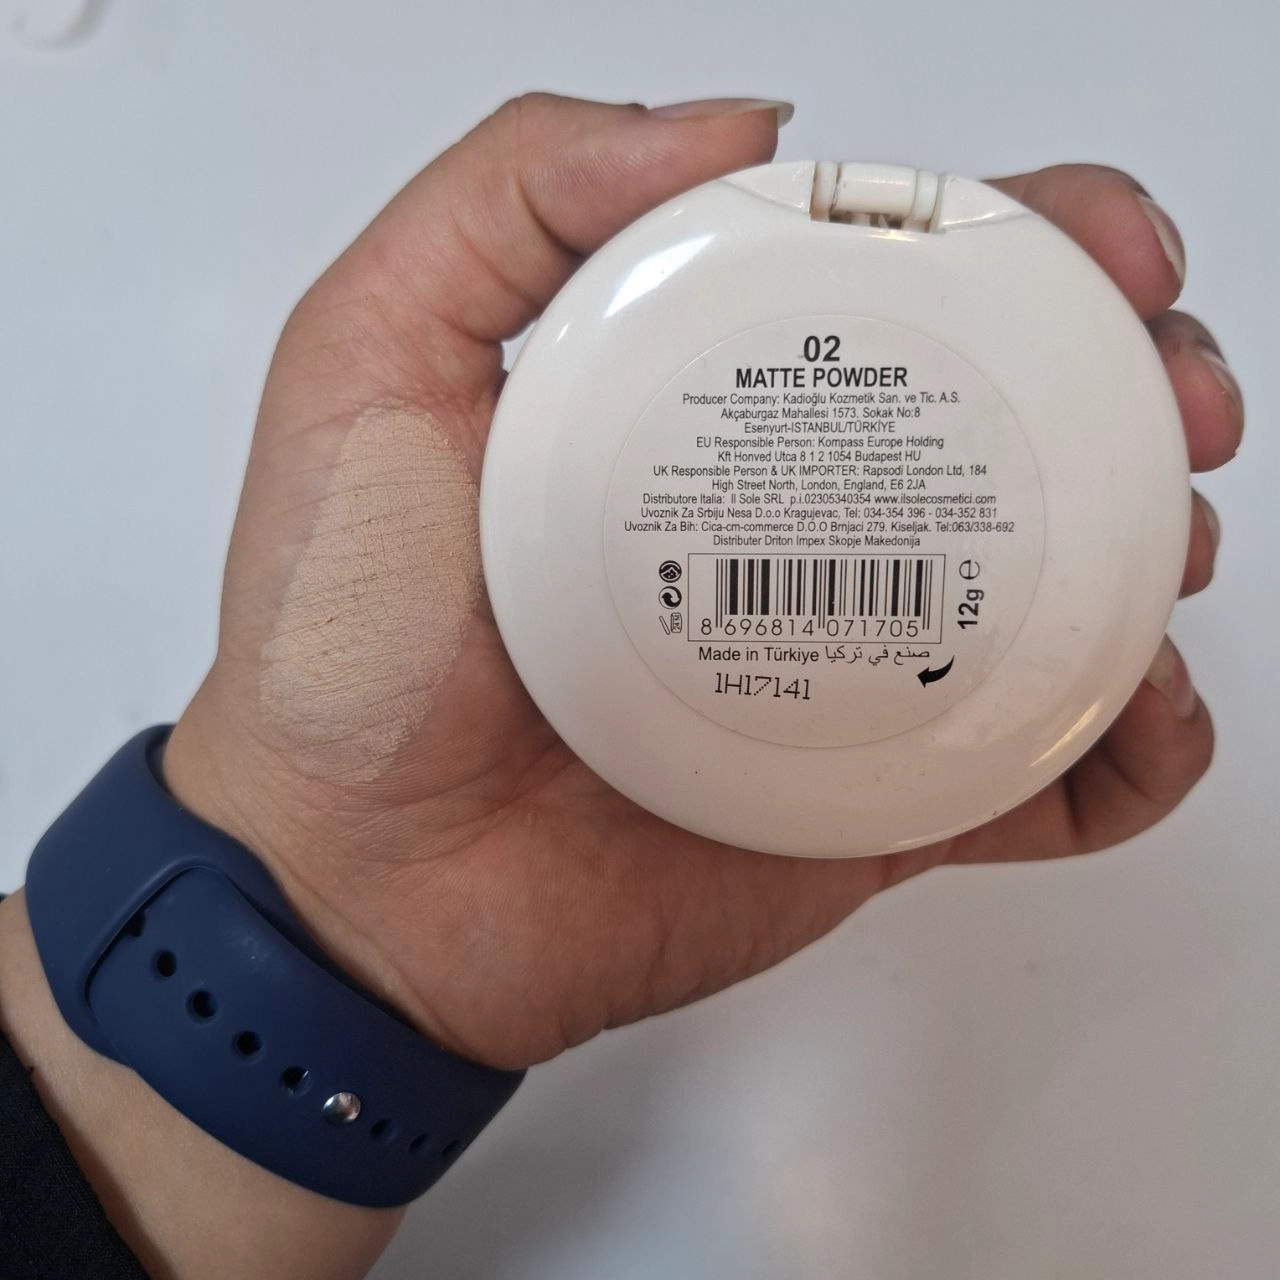 02
MATTE POWDER
Producer Company: Kadioğlu Kozmetik San. ve Tic. A.S.
Akçaburgaz Mahallesi 1573. Sokak No:8
Esenyurt-ISTANBUL/TÜRKİYE
EU Responsible Person: Kompass Europe Holding
Kft Honved Utca 8 1 2 1054 Budapest HU
UK Responsible Person & UK IMPORTER: Rapsodi London Ltd, 184
High Street North, London, England, E6 2JA
Distributore Italia: Il Sole SRL p.i.02305340354 www.ilsolecosmetici.com
Uvoznik Za Srbiju Nesa D.o.o Kragujevac, Tel: 034-354 396 - 034-352 831
Uvoznik Za Bih: Cica-cm-commerce D.O.O Brnjaci 279. Kiseljak. Tel:063/338-692
Distributer Driton Impex Skopje Makedonija
12g e
8 696814 071705
Made in Türkiye صنع في تركيا
1H17141